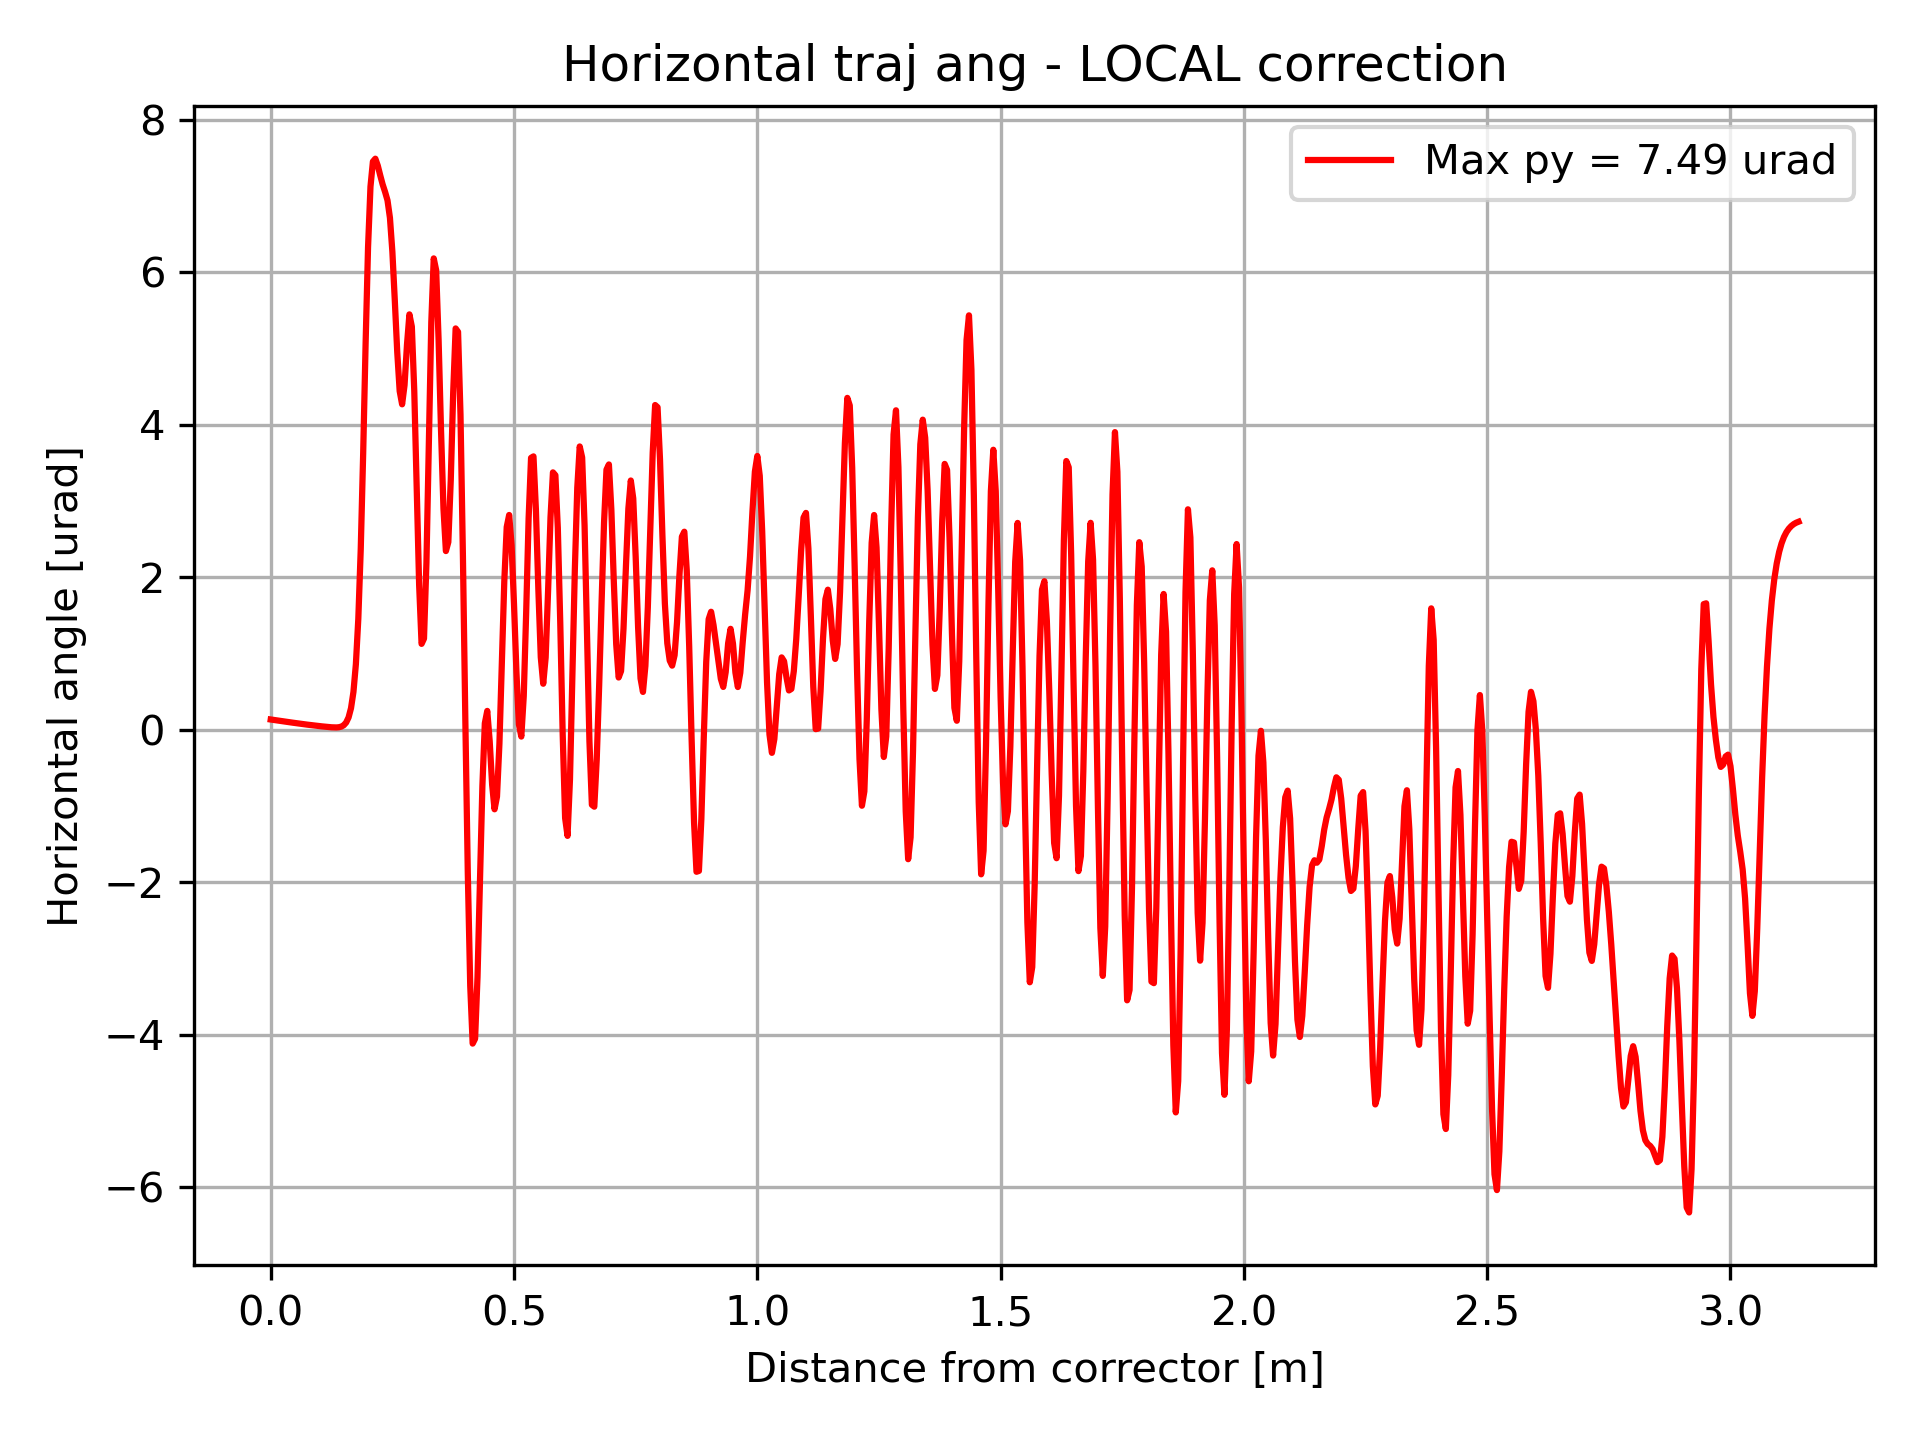 Horizontal traj ang - LOCAL correction
Max py = 7.49 urad
Horizontal angle [urad]
8
6
4
2
0
−2
−4
−6
0.0 0.5 1.0 1.5 2.0 2.5 3.0
Distance from corrector [m]